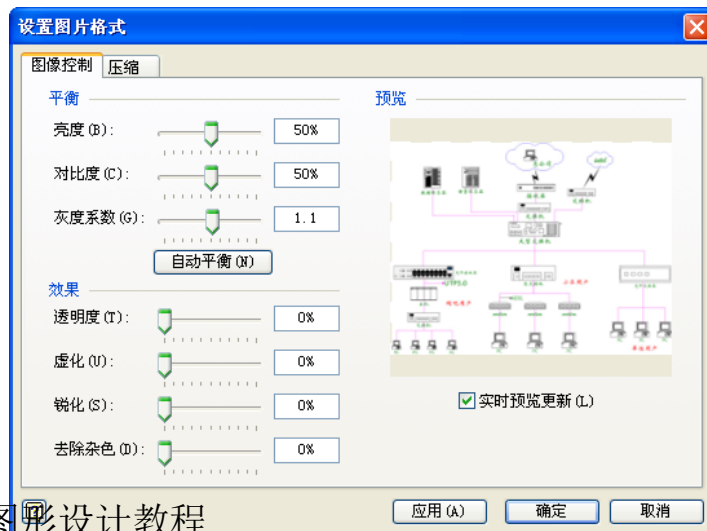 设置图片格式
图像控制 压缩
平衡
亮度(B): 50%
对比度(C): 50%
灰度系数(G): 1.1
自动平衡(N)
效果
透明度(T): 0%
虚化(U): 0%
锐化(S): 0%
去除杂色(D): 0%
预览
实时预览更新(L)
图形设计教程
应用(A) 确定 取消